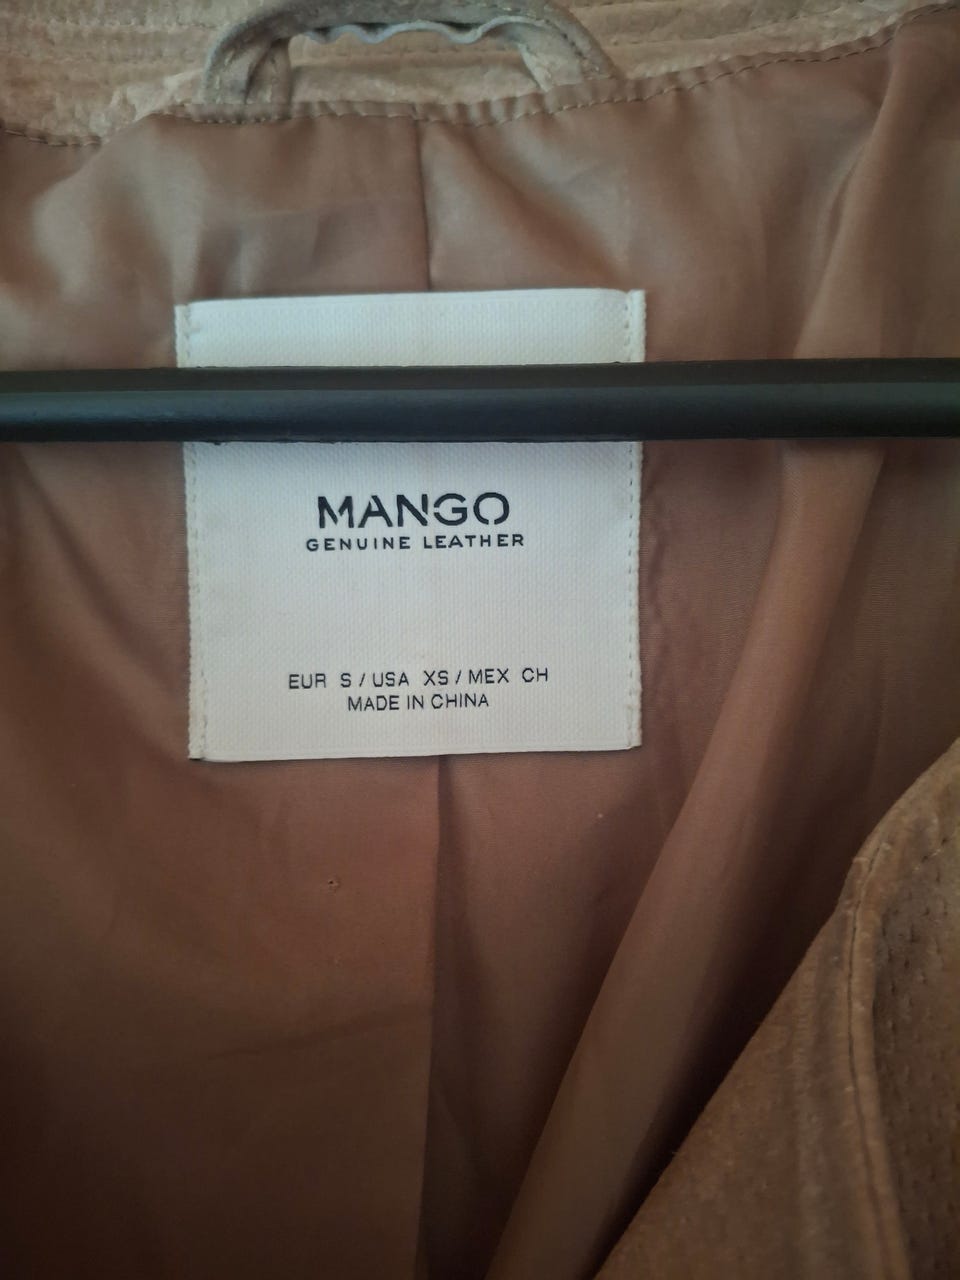 MANGO
GENUINE LEATHER
EUR S / USA XS / MEX CH
MADE IN CHINA